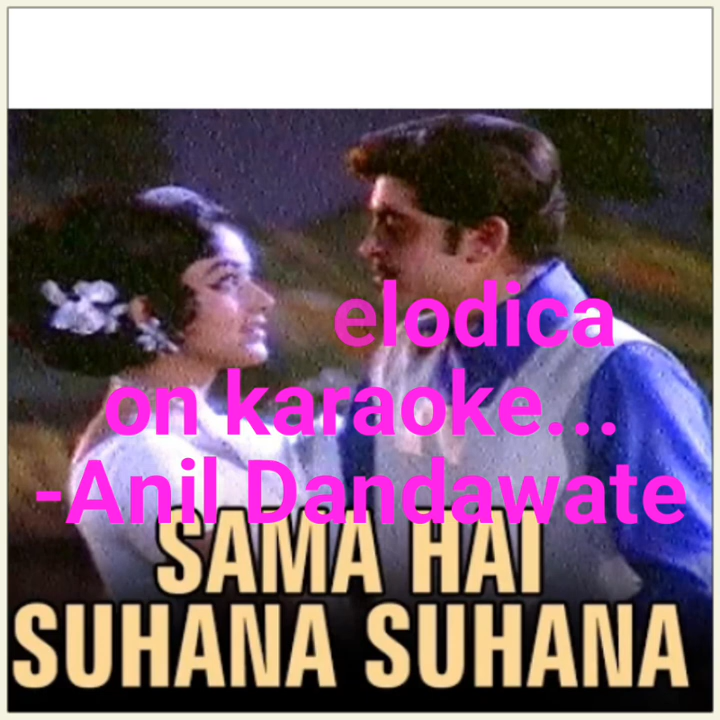 elodica
on karaoke...
-Anil Dandawate
SAMA HAI
SUHANA SUHANA